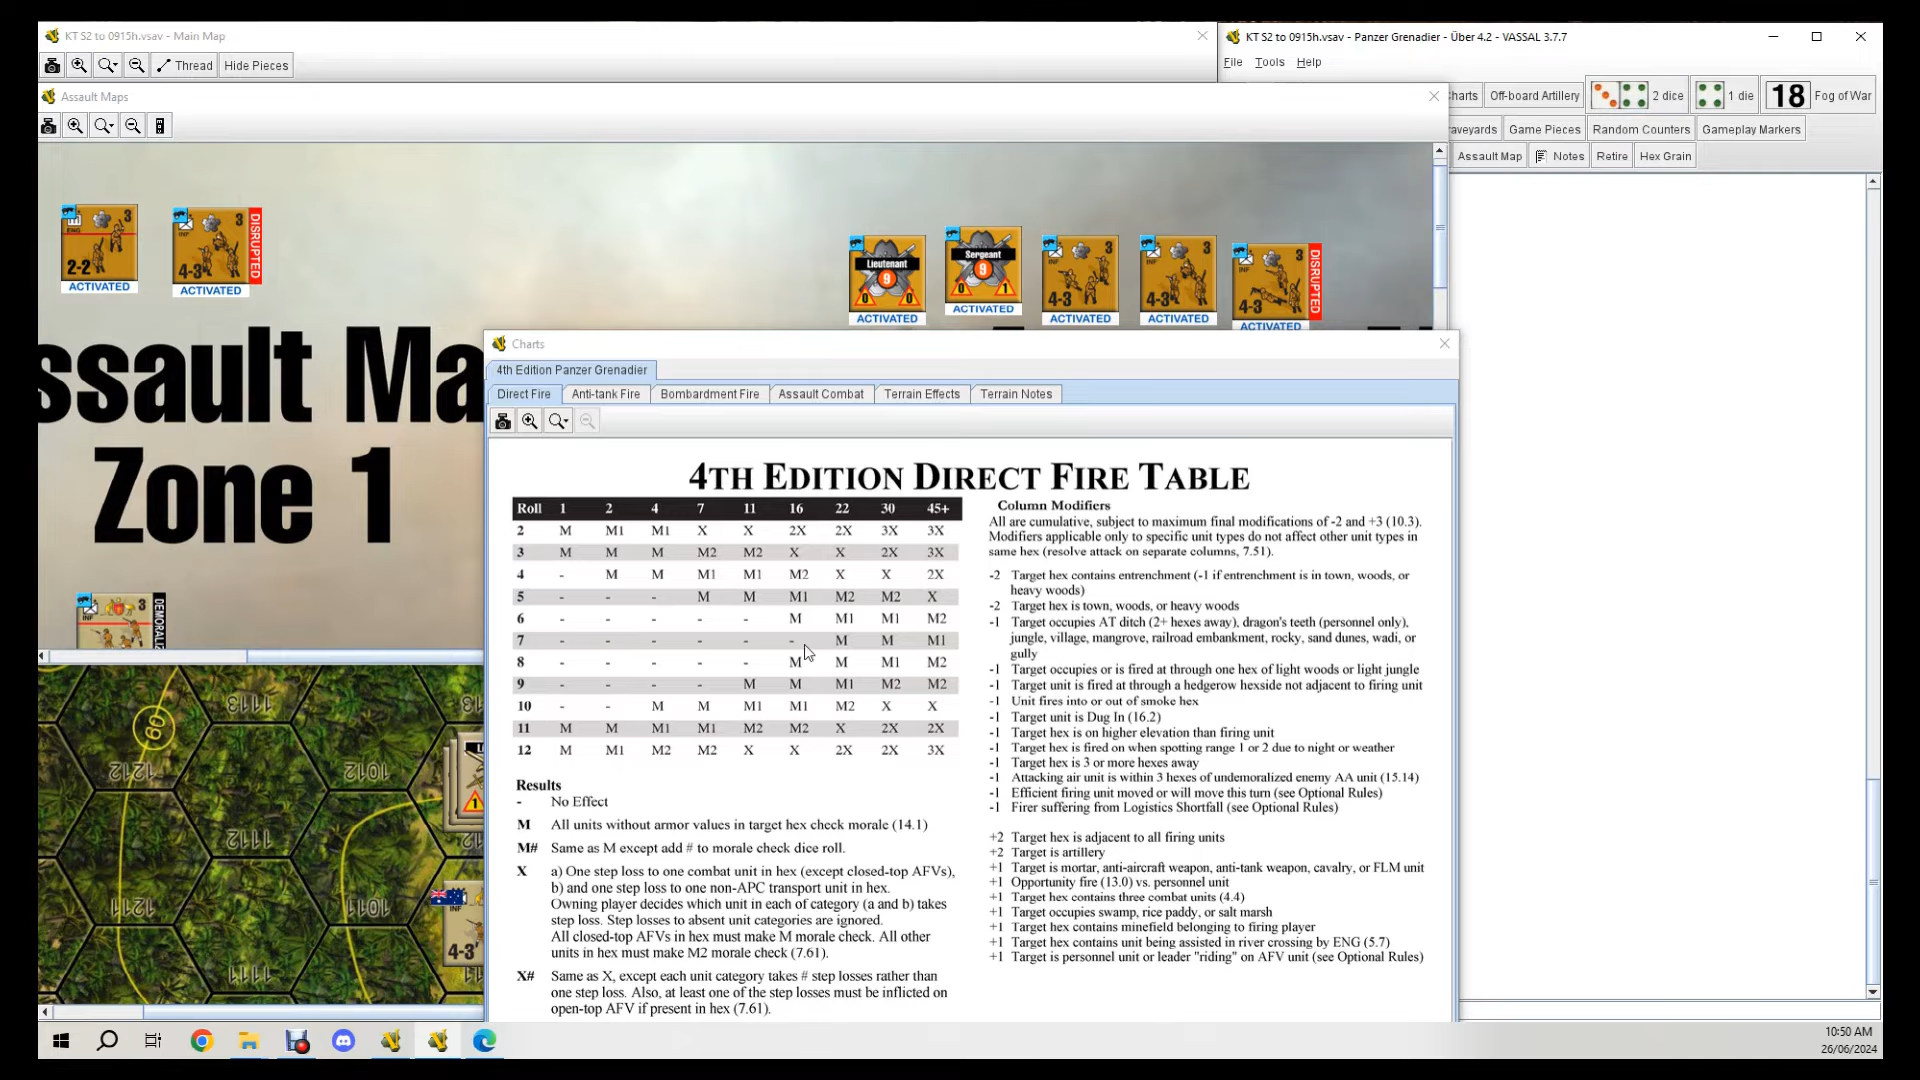 KT S2 to 0915h.vsav - Main Map
KT S2 to 0915h.vsav - Panzer Grenadier - Über 4.2 - VASSAL 3.7.7
Thread
Hide Pieces
File Tools Help
Assault Maps
Charts
Off-board Artillery
2 dice
1 die
18
Fog of War
Game Pieces
Random Counters
Gameplay Markers
Assault Map
Notes
Retire
Hex Grain
ENG
3
2-2
ACTIVATED
INF
3
4-3
DISRUPTED
ACTIVATED
Lieutenant
9
0 0
ACTIVATED
Sergeant
9
0 1
ACTIVATED
INF
3
4-3
ACTIVATED
INF
3
4-3
ACTIVATED
INF
4-3
DISRUPTED
ACTIVATED
ssault Ma
Zone 1
INF
3
Charts
4th Edition Panzer Grenadier
Direct Fire
Anti-tank Fire
Bombardment Fire
Assault Combat
Terrain Effects
Terrain Notes
4TH EDITION DIRECT FIRE TABLE
Roll 1 2 4 7 11 16 22 30 45+
2 M M1 M1 X X 2X 2X 3X 3X
3 M M M M2 M2 X X 2X 3X
4 - M M M1 M1 M2 X X 2X
5 - - - M M M1 M2 M2 X
6 - - - - - M M1 M1 M2
7 - - - - - - M M M1
8 - - - - - M M M1 M2
9 - - - - M M M1 M2 M2
10 - - M M M1 M1 M2 X X
11 M M M1 M1 M2 M2 X 2X 2X
12 M M1 M2 M2 X X 2X 2X 3X
Results
- No Effect
M All units without armor values in target hex check morale (14.1)
M# Same as M except add # to morale check dice roll.
X a) One step loss to one combat unit in hex (except closed-top AFVs),
b) and one step loss to one non-APC transport unit in hex.
Owning player decides which unit in each of category (a and b) takes
step loss. Step losses to absent unit categories are ignored.
All closed-top AFVs in hex must make M morale check. All other
units in hex must make M2 morale check (7.61).
X# Same as X, except each unit category takes # step losses rather than
one step loss. Also, at least one of the step losses must be inflicted on
open-top AFV if present in hex (7.61).
Column Modifiers
All are cumulative, subject to maximum final modifications of -2 and +3 (10.3).
Modifiers applicable only to specific unit types do not affect other unit types in
same hex (resolve attack on separate columns, 7.51).
-2 Target hex contains entrenchment (-1 if entrenchment is in town, woods, or
heavy woods)
-2 Target hex is town, woods, or heavy woods
-1 Target occupies AT ditch (2+ hexes away), dragon's teeth (personnel only),
jungle, village, mangrove, railroad embankment, rocky, sand dunes, wadi, or
gully
-1 Target occupies or is fired at through one hex of light woods or light jungle
-1 Target unit is fired at through a hedgerow hexside not adjacent to firing unit
-1 Unit fires into or out of smoke hex
-1 Target unit is Dug In (16.2)
-1 Target hex is on higher elevation than firing unit
-1 Target hex is fired on when spotting range 1 or 2 due to night or weather
-1 Target hex is 3 or more hexes away
-1 Attacking air unit is within 3 hexes of undemoralized enemy AA unit (15.14)
-1 Efficient firing unit moved or will move this turn (see Optional Rules)
-1 Firer suffering from Logistics Shortfall (see Optional Rules)
+2 Target hex is adjacent to all firing units
+2 Target is artillery
+1 Target is mortar, anti-aircraft weapon, anti-tank weapon, cavalry, or FLM unit
+1 Opportunity fire (13.0) vs. personnel unit
+1 Target hex contains three combat units (4.4)
+1 Target occupies swamp, rice paddy, or salt marsh
+1 Target hex contains minefield belonging to firing player
+1 Target hex contains unit being assisted in river crossing by ENG (5.7)
+1 Target is personnel unit or leader "riding" on AFV unit (see Optional Rules)
60
1113
1212
1012
1112
1211
1011
1111
INF
4-3
10:50 AM
26/06/2024